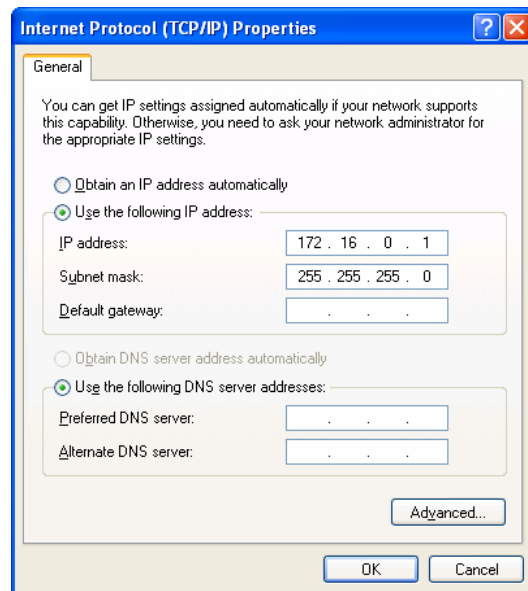 Internet Protocol (TCP/IP) Properties
General
You can get IP settings assigned automatically if your network supports
this capability. Otherwise, you need to ask your network administrator for
the appropriate IP settings.
Obtain an IP address automatically
Use the following IP address:
IP address: 172 . 16 . 0 . 1
Subnet mask: 255 . 255 . 255 . 0
Default gateway: . . .
Obtain DNS server address automatically
Use the following DNS server addresses:
Preferred DNS server: . . .
Alternate DNS server: . . .
Advanced...
OK Cancel